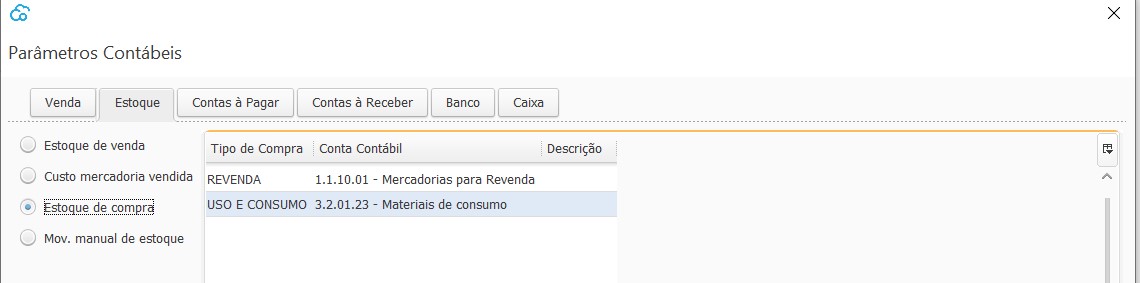 Parâmetros Contábeis
Venda Estoque Contas à Pagar Contas à Receber Banco Caixa
Estoque de venda
Custo mercadoria vendida
Estoque de compra
Mov. manual de estoque
Tipo de Compra Conta Contábil Descrição
REVENDA 1.1.10.01 - Mercadorias para Revenda
USO E CONSUMO 3.2.01.23 - Materiais de consumo